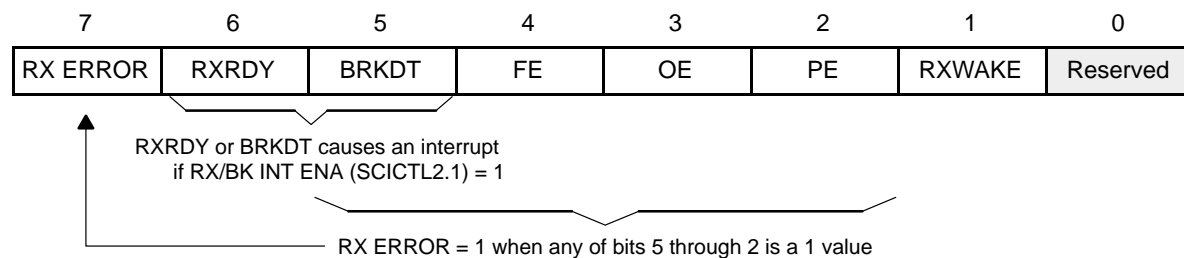 7 6 5 4 3 2 1 0
RX ERROR RXRDY BRKDT FE OE PE RXWAKE Reserved
RXRDY or BRKDT causes an interrupt
if RX/BK INT ENA (SCICTL2.1) = 1
RX ERROR = 1 when any of bits 5 through 2 is a 1 value